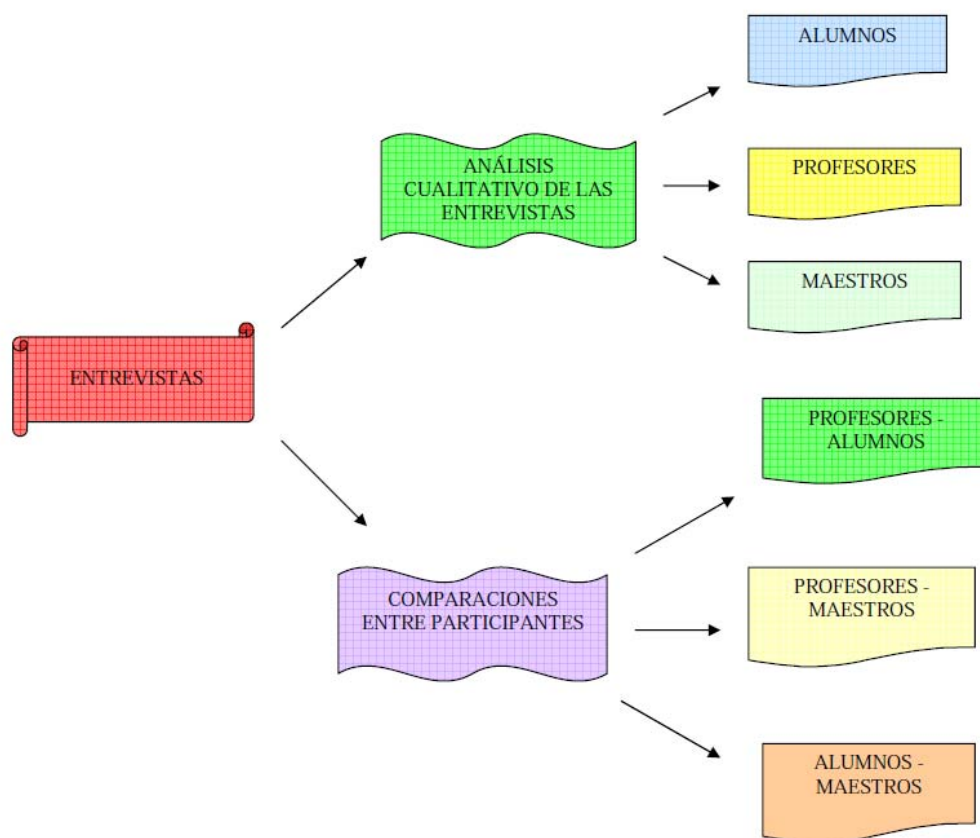 ALUMNOS
ANÁLISIS
CUALITATIVO DE LAS
ENTREVISTAS
PROFESORES
MAESTROS
ENTREVISTAS
PROFESORES -
ALUMNOS
COMPARACIONES
ENTRE PARTICIPANTES
PROFESORES -
MAESTROS
ALUMNOS -
MAESTROS